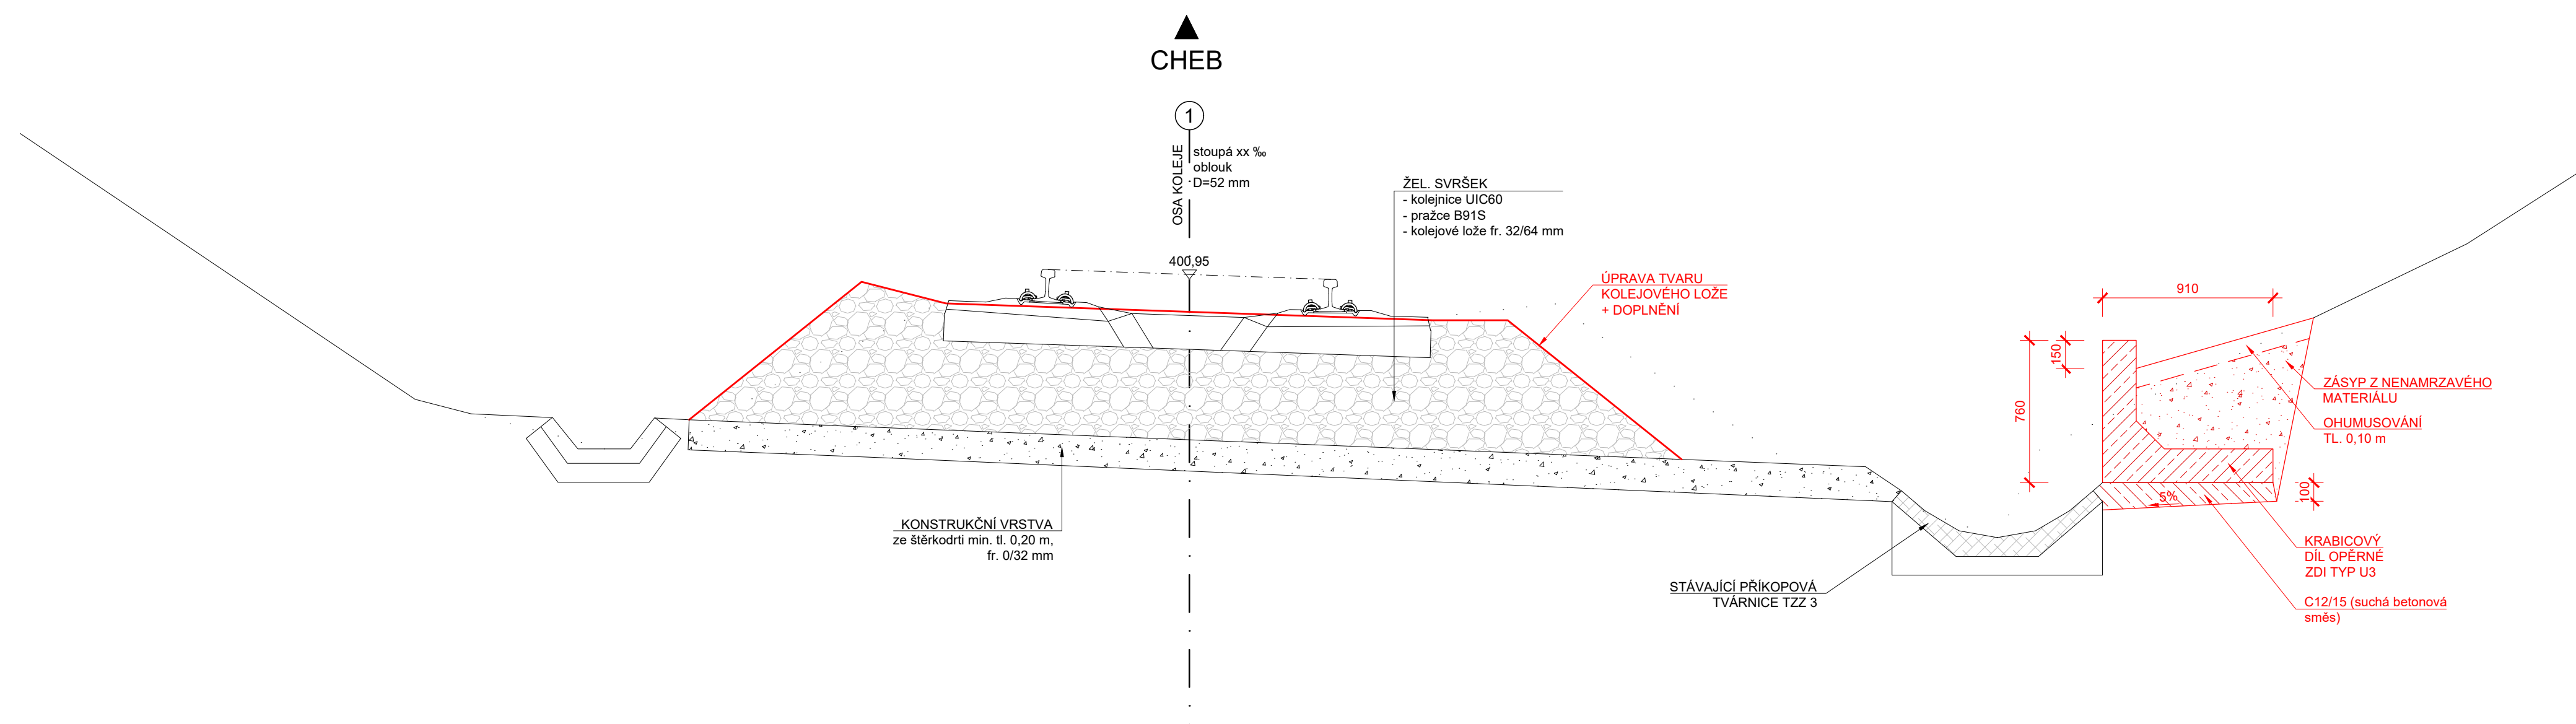 CHEB
1
OSA KOLEJE
stoupá xx ‰
oblouk
D=52 mm
400,95
ŽEL. SVRŠEK
- kolejnice UIC60
- pražce B91S
- kolejové lože fr. 32/64 mm
ÚPRAVA TVARU
KOLEJOVÉHO LOŽE
+ DOPLNĚNÍ
910
150
760
100
5%
ZÁSYP Z NENAMRZAVÉHO
MATERIÁLU
OHUMUSOVÁNÍ
TL. 0,10 m
KRABICOVÝ
DÍL OPĚRNÉ
ZDI TYP U3
C12/15 (suchá betonová
směs)
KONSTRUKČNÍ VRSTVA
ze štěrkodrti min. tl. 0,20 m,
fr. 0/32 mm
STÁVAJÍCÍ PŘÍKOPOVÁ
TVÁRNICE TZZ 3